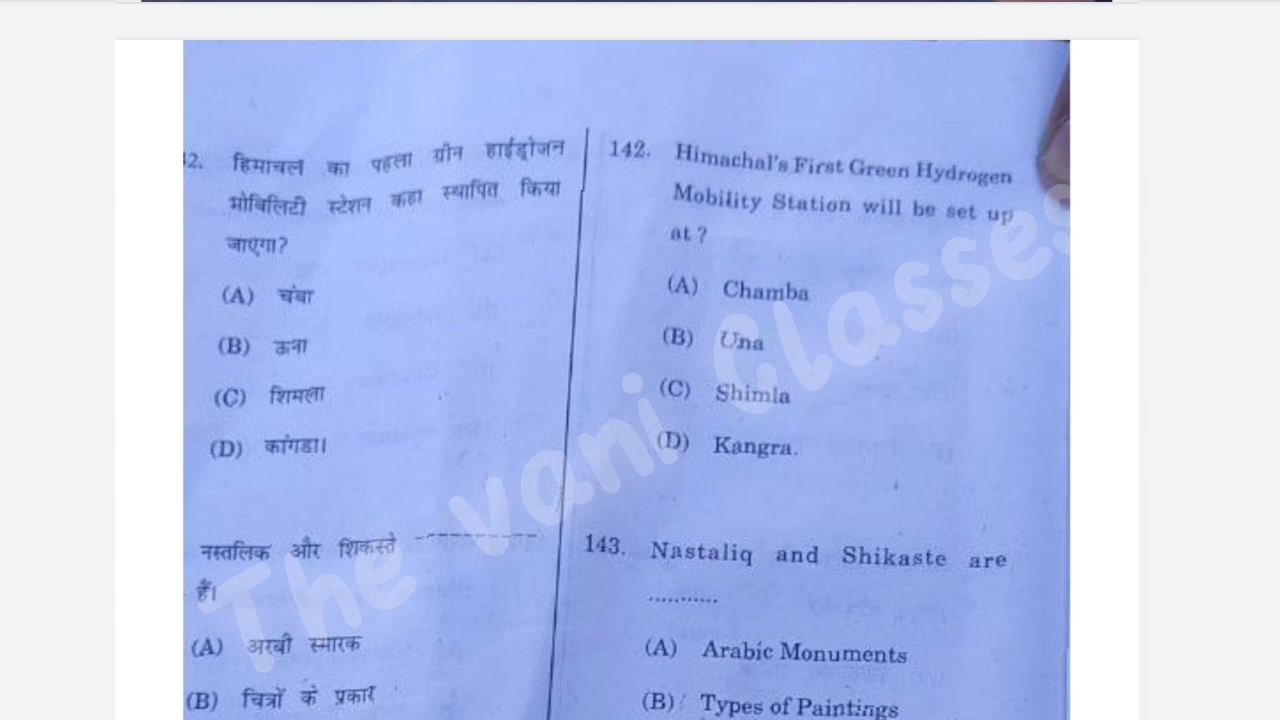 2. हिमाचल का पहला ग्रीन हाईड्रोजन
मोबिलिटी स्टेशन कहा स्थापित किया
जाएगा?
(A) चंबा
(B) ऊना
(C) शिमला
(D) कांगडा।
नस्तलिक और शिकस्ते ----------
हैं।
(A) अरबी स्मारक
(B) चित्रों के प्रकार
142. Himachal's First Green Hydrogen
Mobility Station will be set up
at ?
(A) Chamba
(B) Una
(C) Shimla
(D) Kangra.
143. Nastaliq and Shikaste are
...........
(A) Arabic Monuments
(B) Types of Paintings
The vani Classes